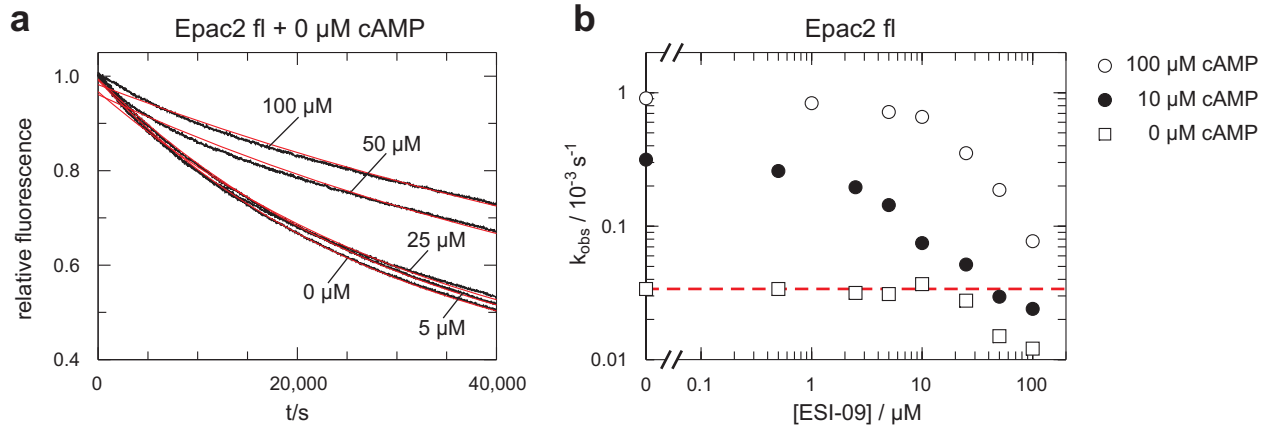 a
Epac2 fl + 0 µM cAMP
relative fluorescence
1.0
0.8
0.6
0.4
100 µM
50 µM
25 µM
0 µM
5 µM
0
20,000
40,000
t/s
b
Epac2 fl
k_obs / 10⁻³ s⁻¹
1
0.1
0.01
0
0.1
1
10
100
[ESI-09] / µM
100 µM cAMP
10 µM cAMP
0 µM cAMP